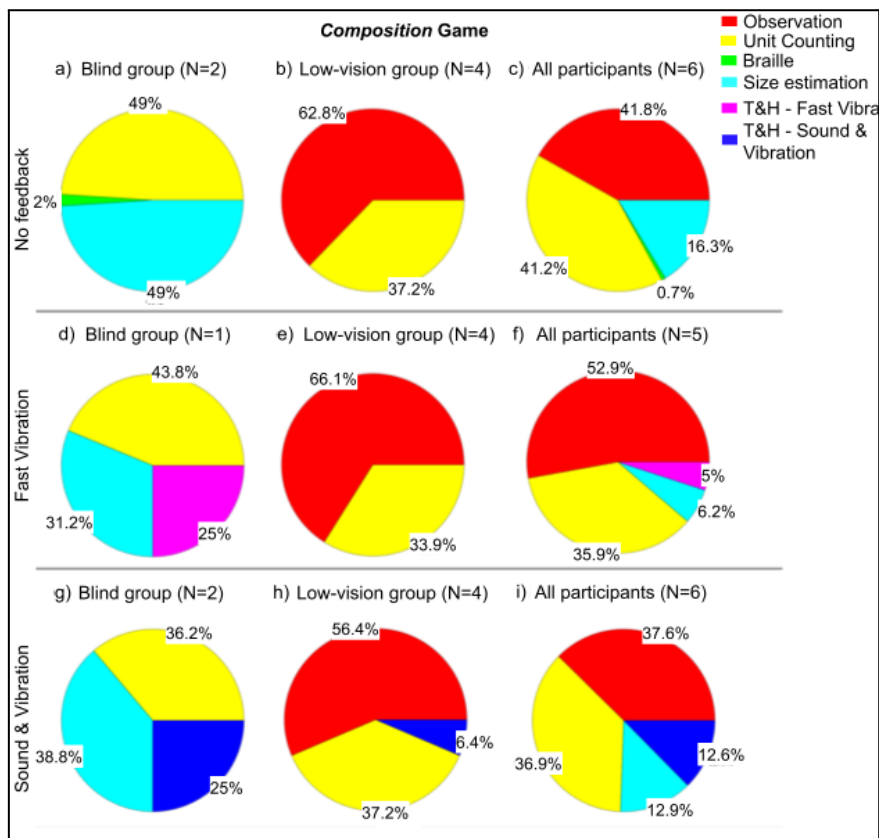 Composition Game
Observation
Unit Counting
Braille
Size estimation
T&H - Fast Vibra
T&H - Sound &
Vibration
a) Blind group (N=2)
b) Low-vision group (N=4)
c) All participants (N=6)
No feedback
49%
2%
49%
62.8%
37.2%
41.8%
41.2%
0.7%
16.3%
d) Blind group (N=1)
e) Low-vision group (N=4)
f) All participants (N=5)
Fast Vibration
43.8%
31.2%
25%
66.1%
33.9%
52.9%
5%
6.2%
35.9%
g) Blind group (N=2)
h) Low-vision group (N=4)
i) All participants (N=6)
Sound & Vibration
36.2%
38.8%
25%
56.4%
6.4%
37.2%
37.6%
36.9%
12.6%
12.9%